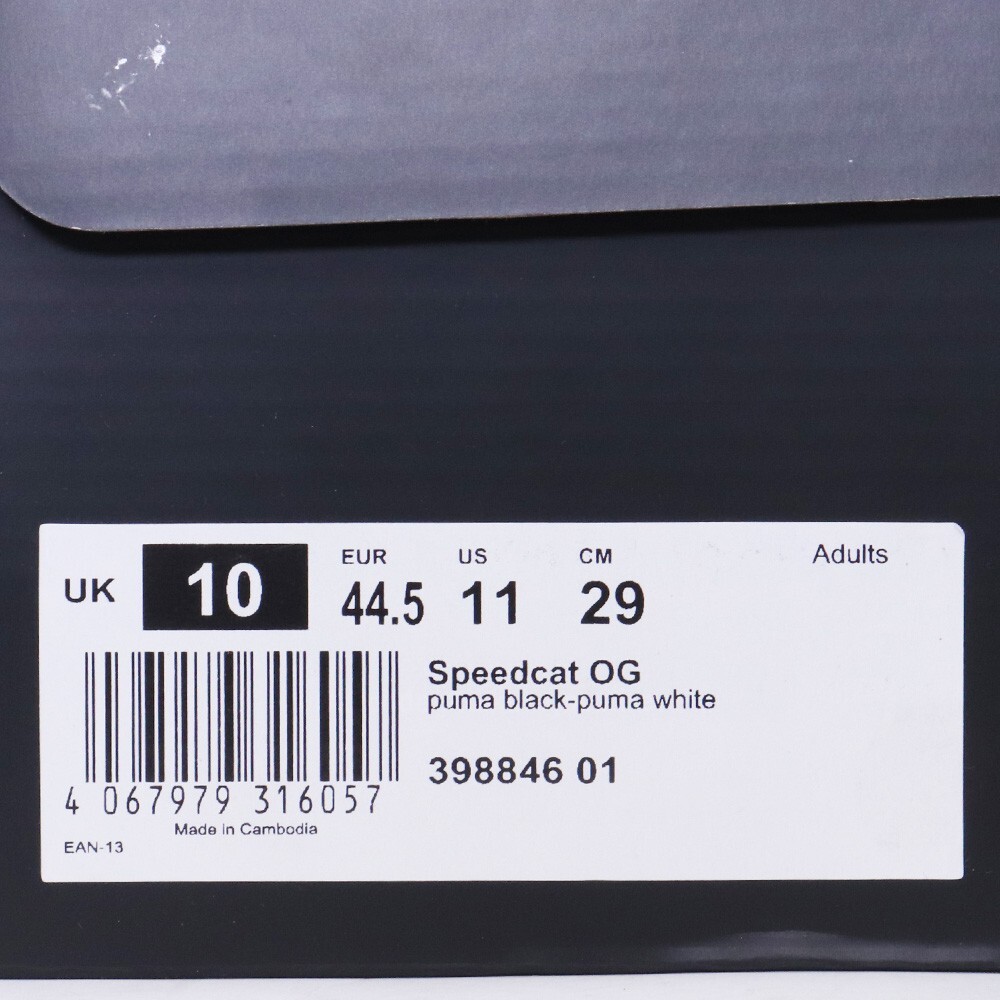 EUR US CM Adults
UK 10 44.5 11 29
Speedcat OG
puma black-puma white
398846 01
4 067979 316057
Made in Cambodia
EAN-13